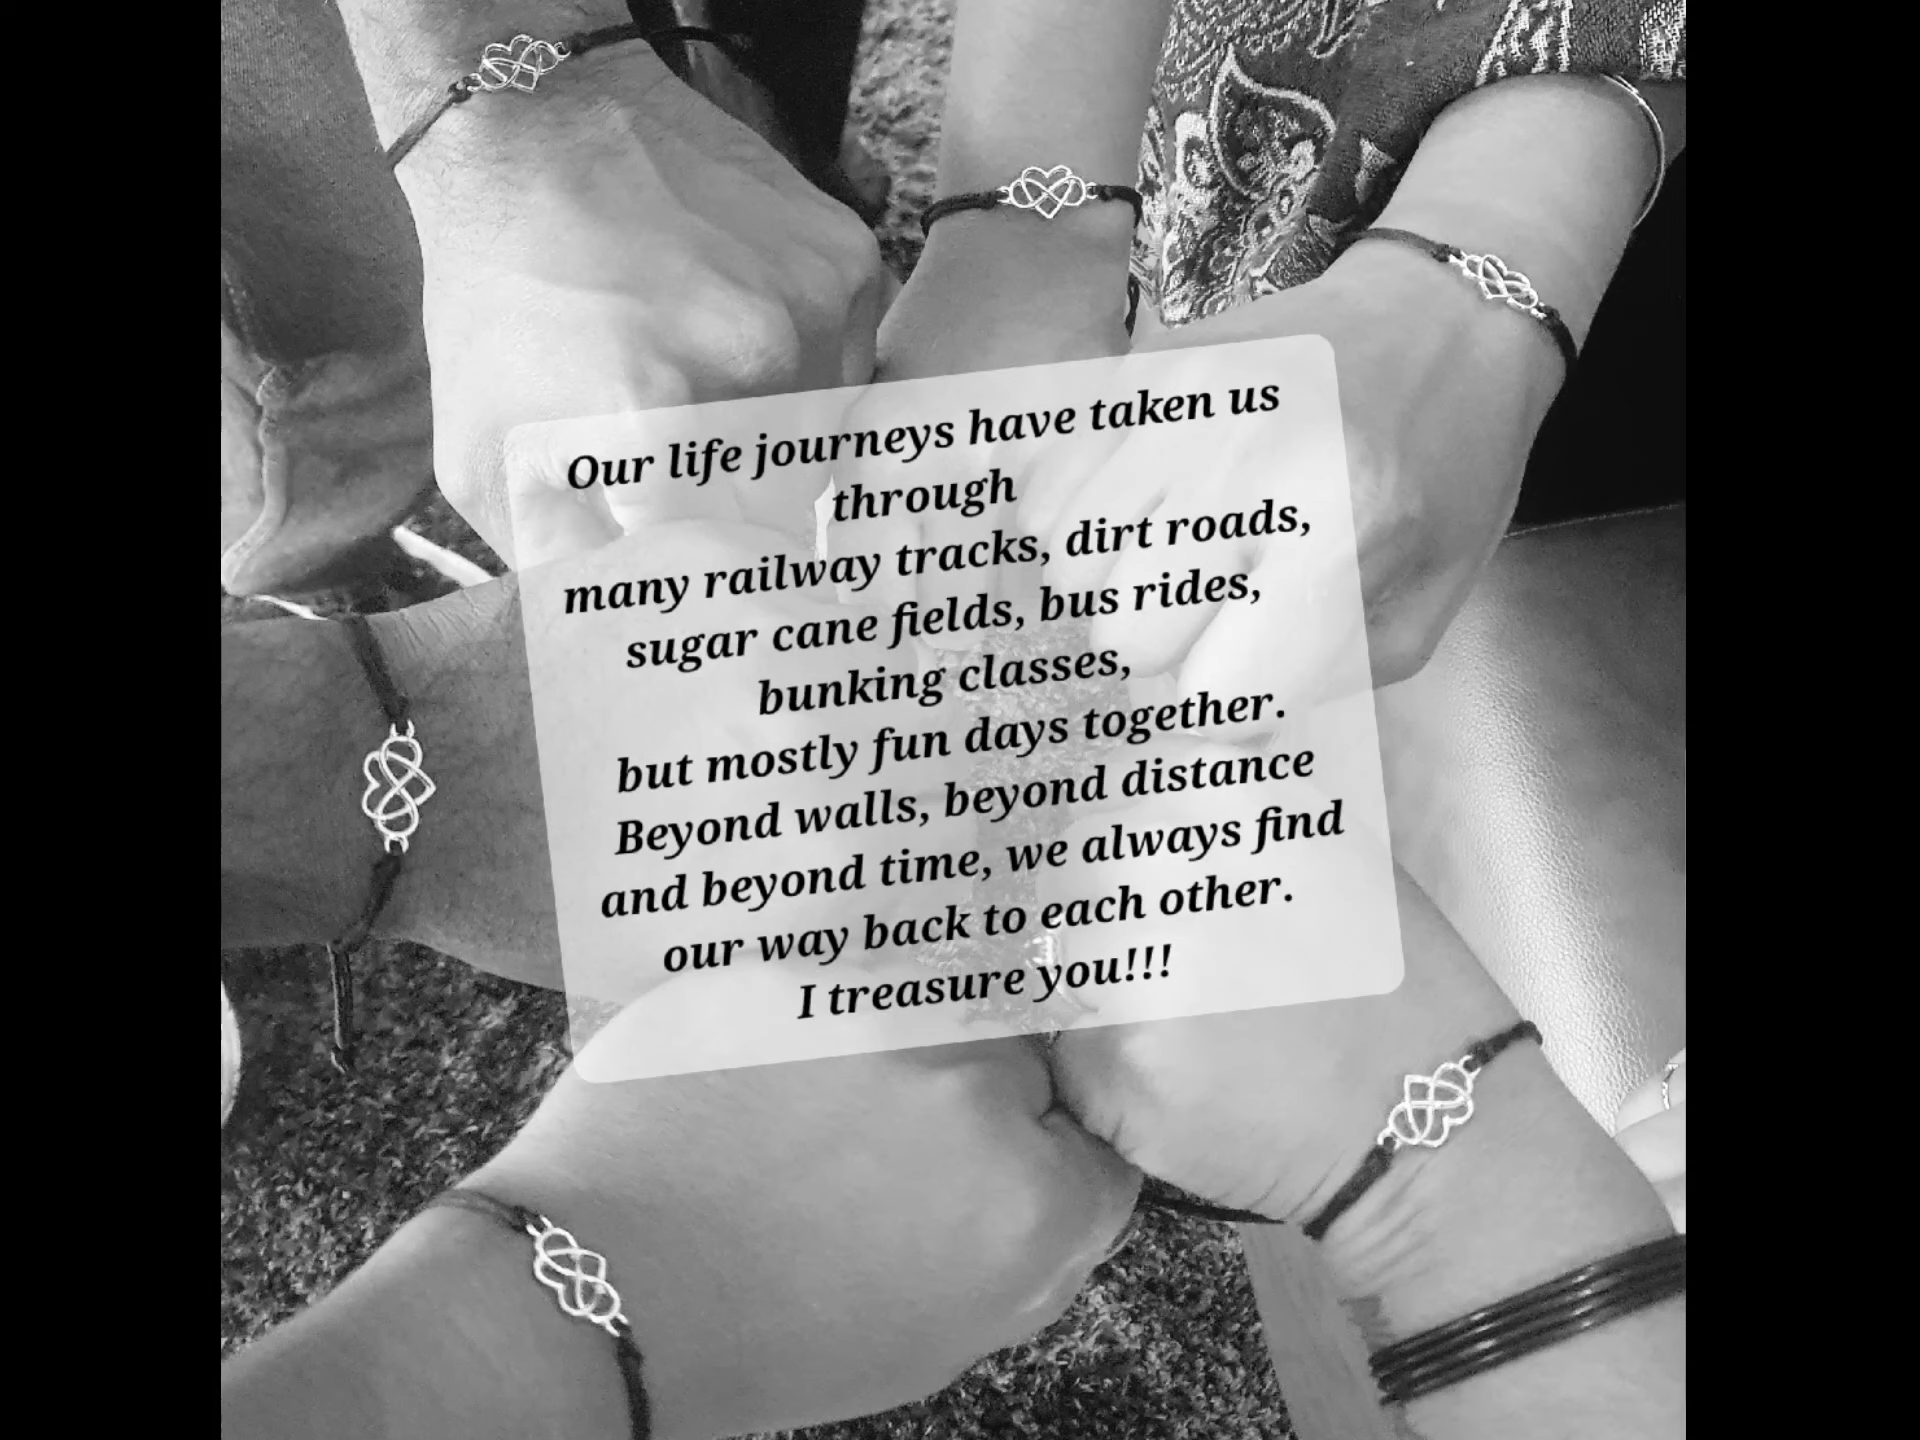 Our life journeys have taken us
through
many railway tracks, dirt roads,
sugar cane fields, bus rides,
bunking classes,
but mostly fun days together.
Beyond walls, beyond distance
and beyond time, we always find
our way back to each other.
I treasure you!!!